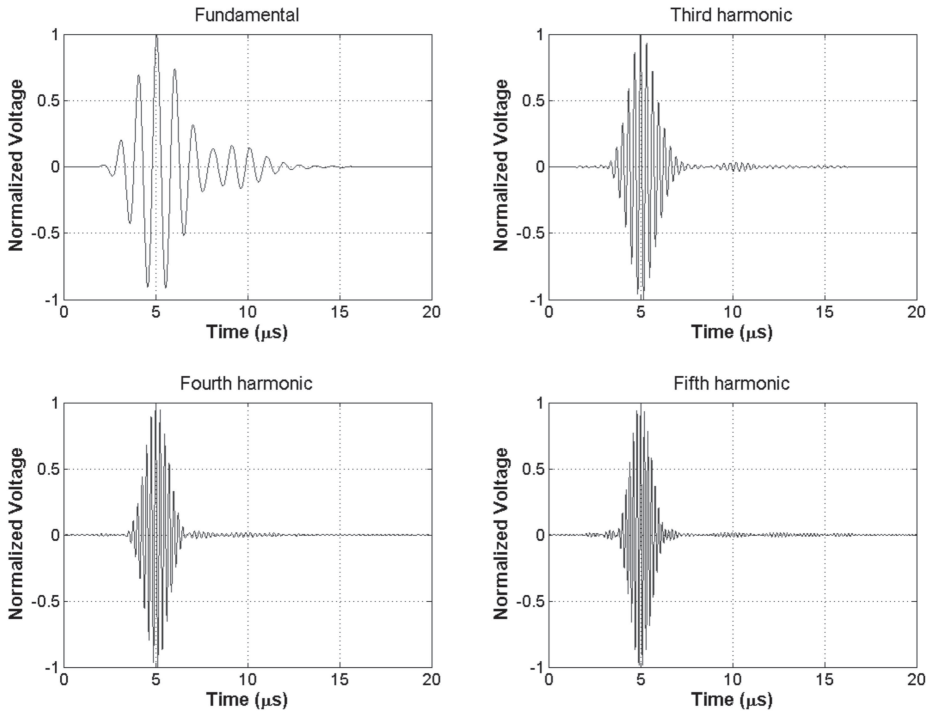 Fundamental
1
0.5
0
-0.5
-1
Normalized Voltage
0 5 10 15 20
Time (μs)
Third harmonic
1
0.5
0
-0.5
-1
Normalized Voltage
0 5 10 15 20
Time (μs)
Fourth harmonic
1
0.5
0
-0.5
-1
Normalized Voltage
0 5 10 15 20
Time (μs)
Fifth harmonic
1
0.5
0
-0.5
-1
Normalized Voltage
0 5 10 15 20
Time (μs)